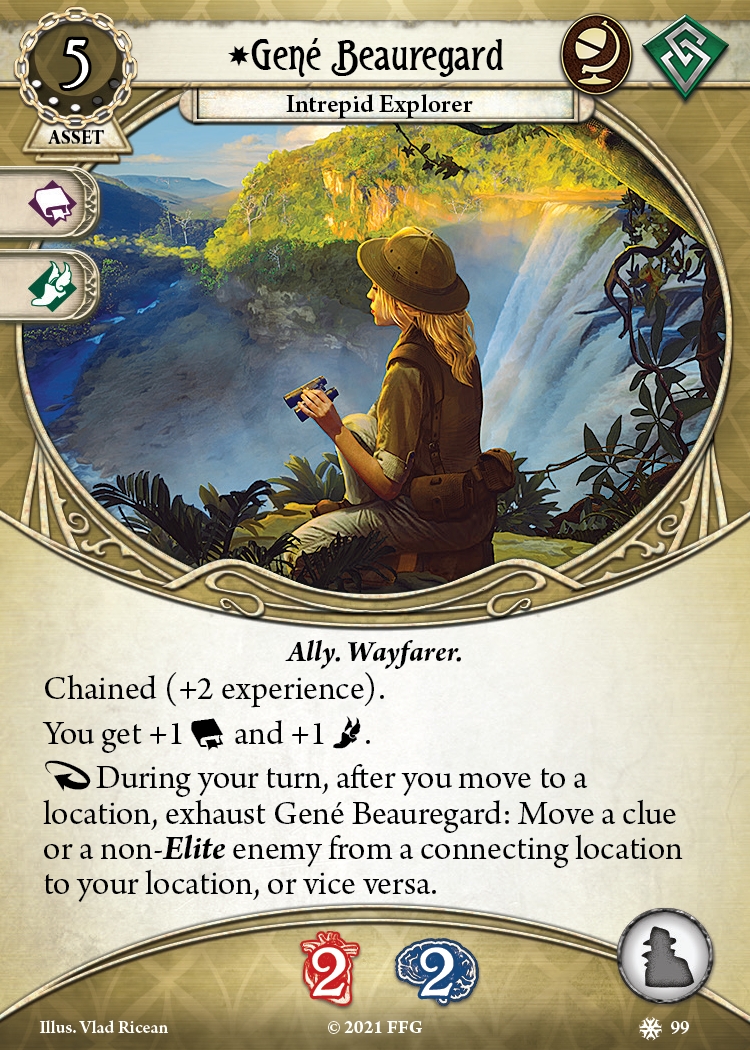 5
Gené Beauregard
ASSET
Intrepid Explorer
Ally. Wayfarer.
Chained (+2 experience).
You get +1 and +1 .
During your turn, after you move to a
location, exhaust Gené Beauregard: Move a clue
or a non-Elite enemy from a connecting location
to your location, or vice versa.
2 2
Illus. Vlad Ricean © 2021 FFG 99